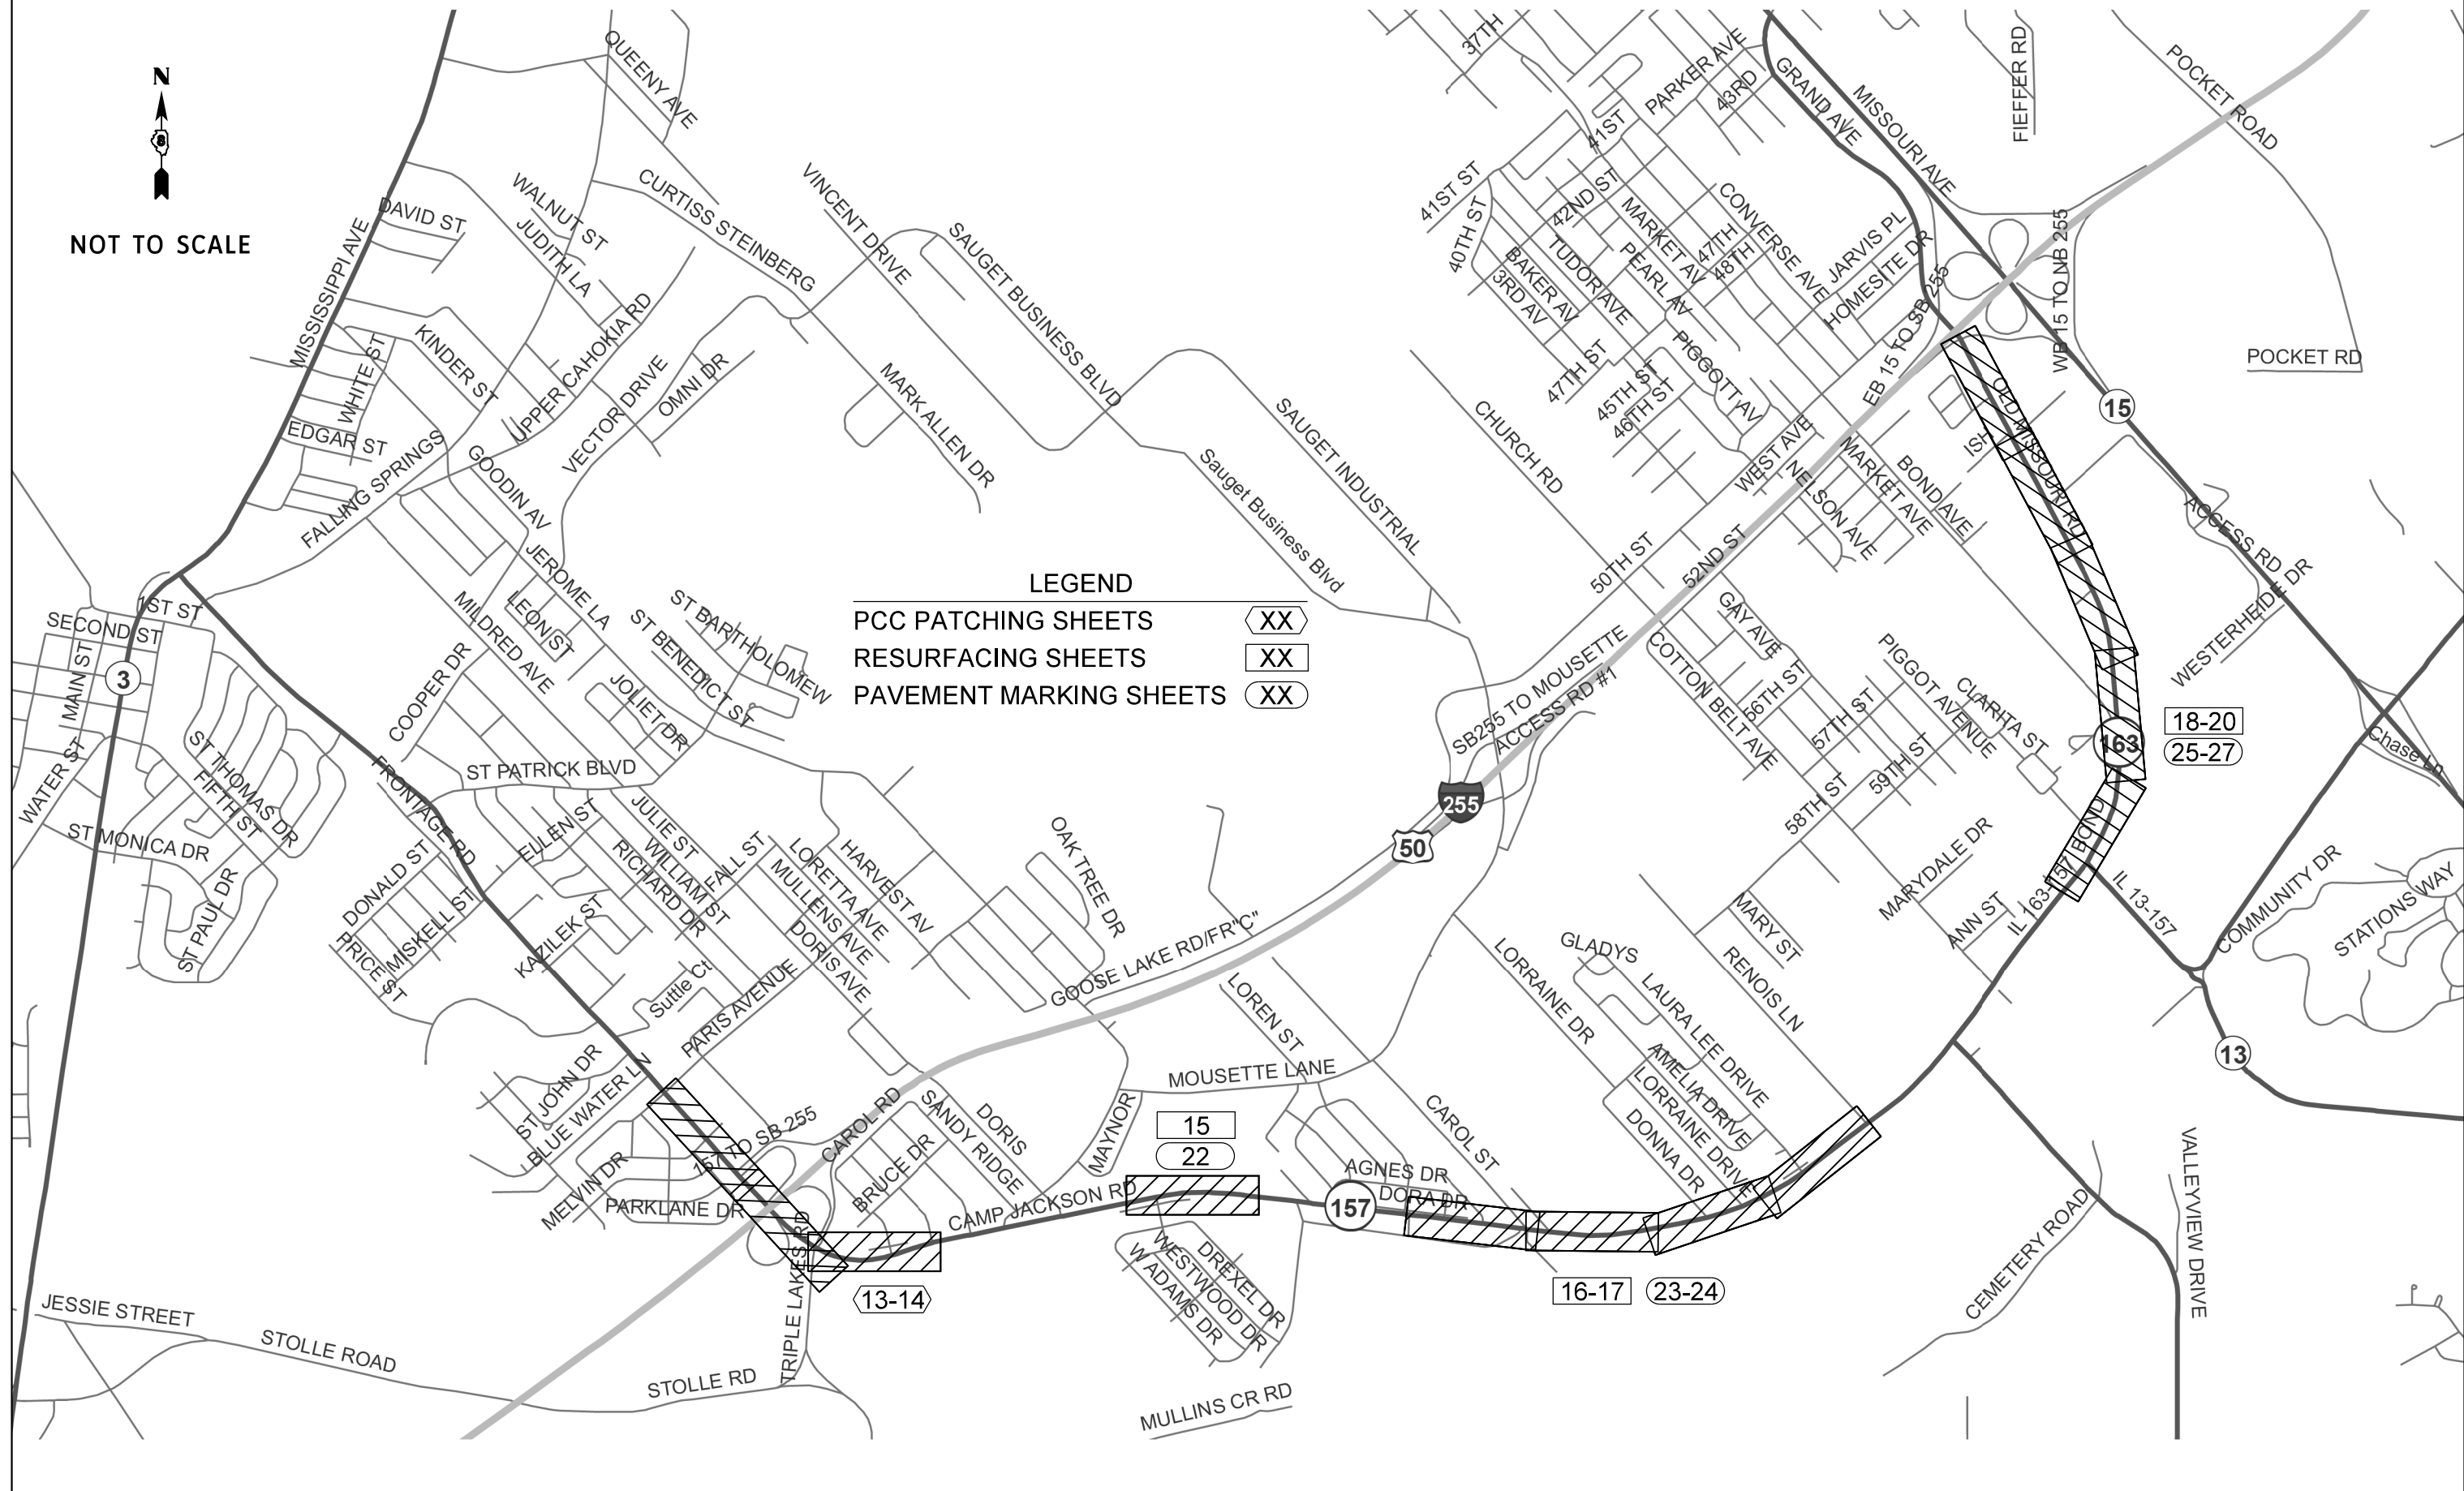 N
NOT TO SCALE
QUEENY AVE
37TH
PARKER AVE
43RD
GRAND AVE
MISSOURI AVE
FIEFFER RD
POCKET ROAD
DAVID ST
WALNUT ST
JUDITH LA
CURTISS STEINBERG
VINCENT DRIVE
SAUGET BUSINESS BLVD
41ST
41ST ST
40TH ST
42ND ST
MARKET AV
CONVERSE AVE
47TH
48TH
JARVIS PL
HOMESITE DR
TUDOR AVE
PEARL AV
BAKER AV
3RD AV
EB 15 TO SB 255
WB 15 TO NB 255
POCKET RD
MISSISSIPPI AVE
WHITE ST
KINDER ST
UPPER CAHOKIA RD
VECTOR DRIVE
OMNI DR
MARK ALLEN DR
EDGAR ST
FALLING SPRINGS
GOODIN AV
47TH ST
45TH ST
46TH ST
PIGGOTT AV
CHURCH RD
SAUGET INDUSTRIAL
Sauget Business Blvd
WEST AVE
NELSON AVE
MARKET AVE
BOND AVE
ISH
OLD MISSOURI RD
15
ACCESS RD
WESTERHEIDE DR
JEROME LA
LEON ST
MILDRED AVE
COOPER DR
ST BARTHOLOMEW
ST BENEDICT ST
JOLIET DR
LEGEND
PCC PATCHING SHEETS XX
RESURFACING SHEETS XX
PAVEMENT MARKING SHEETS XX
50TH ST
52ND ST
GAY AVE
COTTON BELT AVE
56TH ST
57TH ST
PIGGOT AVENUE
CLARITA ST
59TH ST
58TH ST
SB255 TO MOUSETTE
ACCESS RD #1
1ST ST
SECOND ST
MAIN ST
3
WATER ST
ST THOMAS DR
FIFTH ST
ST MONICA DR
ST PAUL DR
FRONTAGE RD
ST PATRICK BLVD
163
18-20
25-27
Chase Ln
255
50
DONALD ST
MISKELL ST
PRICE ST
ELLEN ST
JULIE ST
WILLIAM ST
RICHARD DR
FALL ST
LORETTA AVE
MULLENS AVE
DORIS AVE
HARVEST AV
OAK TREE DR
KAZILEK ST
Suttle Ct
PARIS AVENUE
GOOSE LAKE RD/FR"C"
MARYDALE DR
ANN ST
IL 163-157 BOND
IL 13-157
COMMUNITY DR
STATIONS WAY
MARY ST
RENOIS LN
GLADYS
LAURA LEE DRIVE
LORRAINE DR
AMELIA DRIVE
LORRAINE DRIVE
DONNA DR
13
LOREN ST
MOUSETTE LANE
ST JOHN DR
BLUE WATER LN
MELVIN DR
PARKLANE DR
157 TO SB 255
CAROL RD
BRUCE DR
SANDY RIDGE
DORIS
MAYNOR
15
22
CAROL ST
AGNES DR
DORA DR
157
CAMP JACKSON RD
TRIPLE LAKES RD
13-14
DREXEL DR
WESTWOOD DR
W ADAMS DR
16-17
23-24
CEMETERY ROAD
VALLEYVIEW DRIVE
JESSIE STREET
STOLLE ROAD
STOLLE RD
MULLINS CR RD